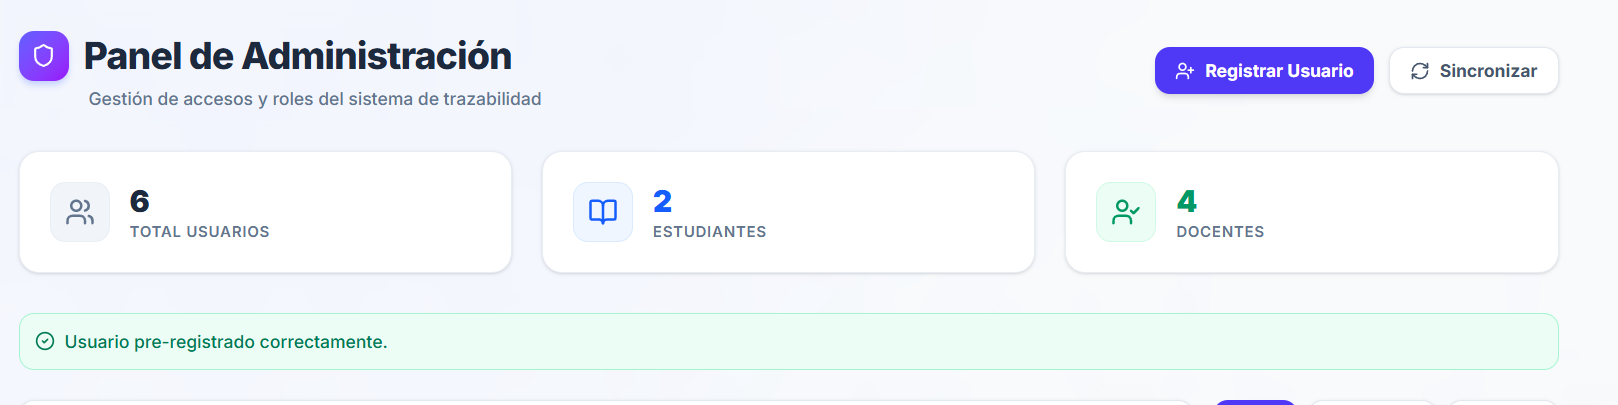 Panel de Administración
Gestión de accesos y roles del sistema de trazabilidad
Registrar Usuario
Sincronizar
6
TOTAL USUARIOS
2
ESTUDIANTES
4
DOCENTES
Usuario pre-registrado correctamente.